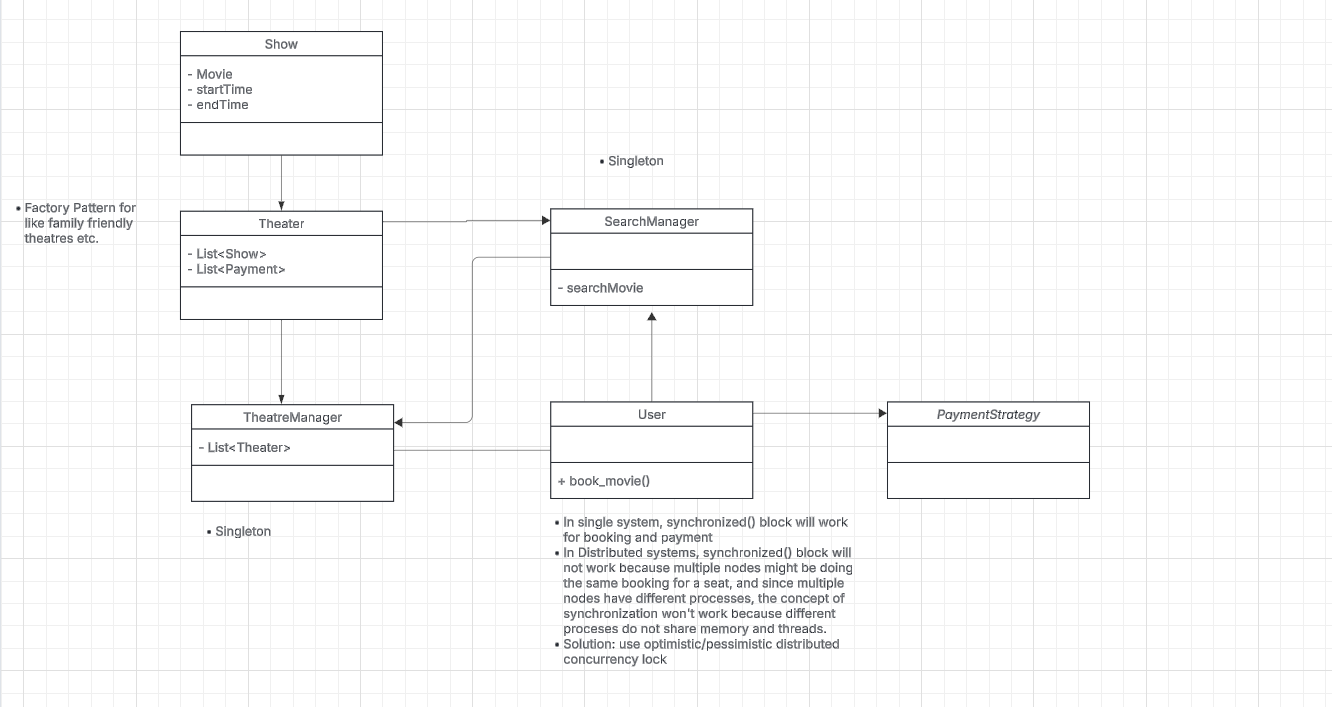 Show
- Movie
- startTime
- endTime
• Singleton
• Factory Pattern for
like family friendly
theatres etc.
Theater
- List<Show>
- List<Payment>
SearchManager
- searchMovie
TheatreManager
- List<Theater>
• Singleton
User
+ book_movie()
PaymentStrategy
• In single system, synchronized() block will work
for booking and payment
• In Distributed systems, synchronized() block will
not work because multiple nodes might be doing
the same booking for a seat, and since multiple
nodes have different processes, the concept of
synchronization won't work because different
proceses do not share memory and threads.
• Solution: use optimistic/pessimistic distributed
concurrency lock